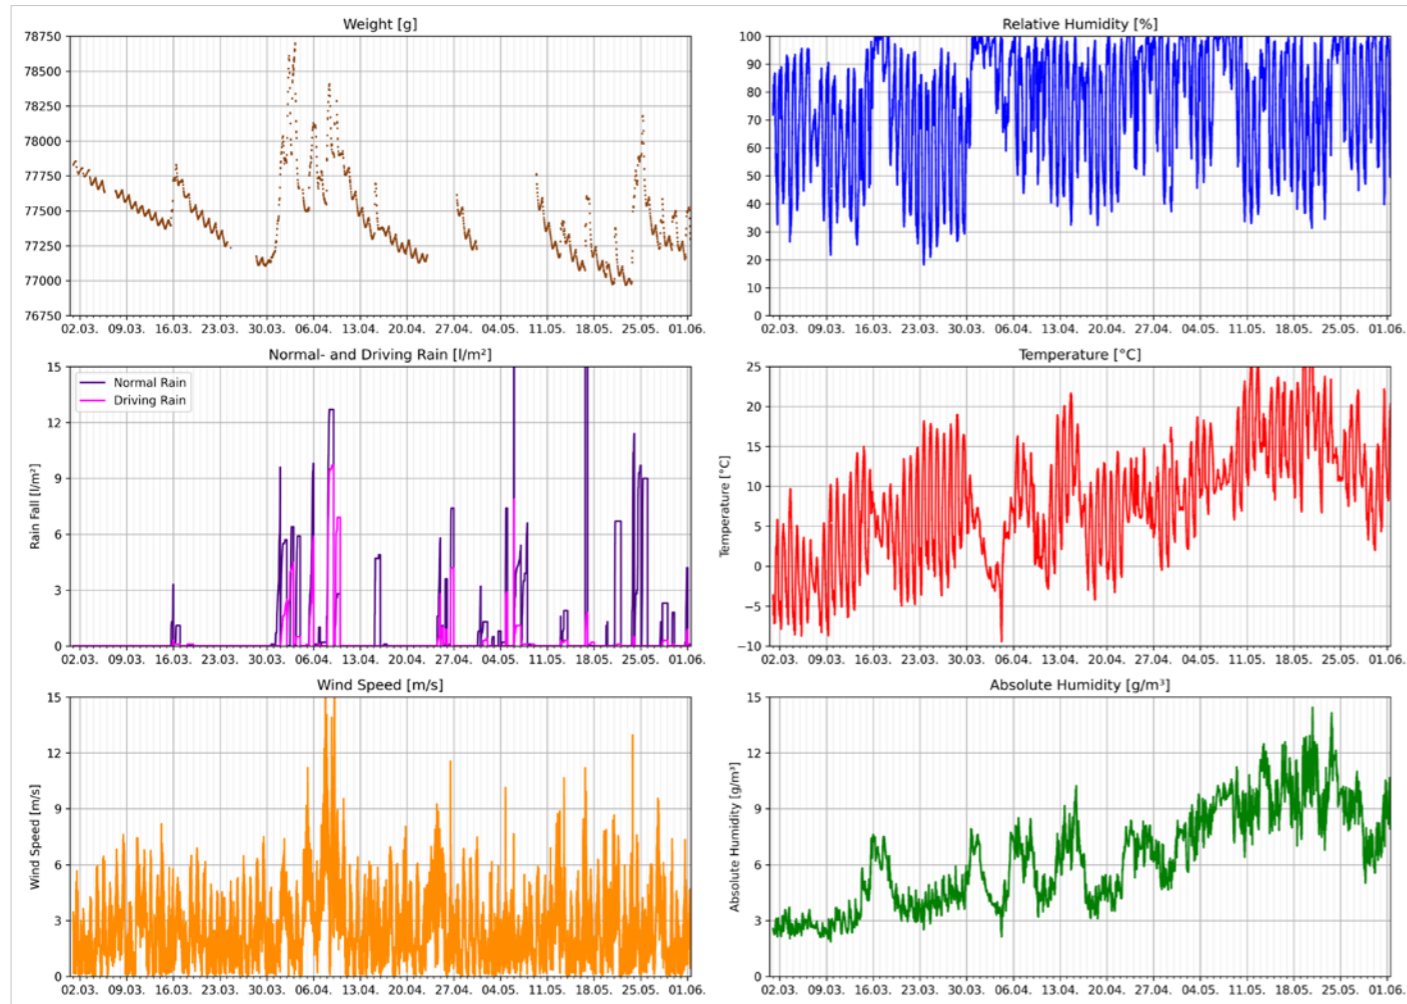 Weight [g]
78750
78500
78250
78000
77750
77500
77250
77000
76750
02.03. 09.03. 16.03. 23.03. 30.03. 06.04. 13.04. 20.04. 27.04. 04.05. 11.05. 18.05. 25.05. 01.06.
Relative Humidity [%]
100
90
80
70
60
50
40
30
20
10
0
02.03. 09.03. 16.03. 23.03. 30.03. 06.04. 13.04. 20.04. 27.04. 04.05. 11.05. 18.05. 25.05. 01.06.
Normal- and Driving Rain [l/m²]
Normal Rain
Driving Rain
Rain Fall [l/m²]
15
12
9
6
3
0
02.03. 09.03. 16.03. 23.03. 30.03. 06.04. 13.04. 20.04. 27.04. 04.05. 11.05. 18.05. 25.05. 01.06.
Temperature [°C]
Temperature [°C]
25
20
15
10
5
0
−5
−10
02.03. 09.03. 16.03. 23.03. 30.03. 06.04. 13.04. 20.04. 27.04. 04.05. 11.05. 18.05. 25.05. 01.06.
Wind Speed [m/s]
Wind Speed [m/s]
15
12
9
6
3
0
02.03. 09.03. 16.03. 23.03. 30.03. 06.04. 13.04. 20.04. 27.04. 04.05. 11.05. 18.05. 25.05. 01.06.
Absolute Humidity [g/m³]
Absolute Humidity [g/m³]
15
12
9
6
3
0
02.03. 09.03. 16.03. 23.03. 30.03. 06.04. 13.04. 20.04. 27.04. 04.05. 11.05. 18.05. 25.05. 01.06.